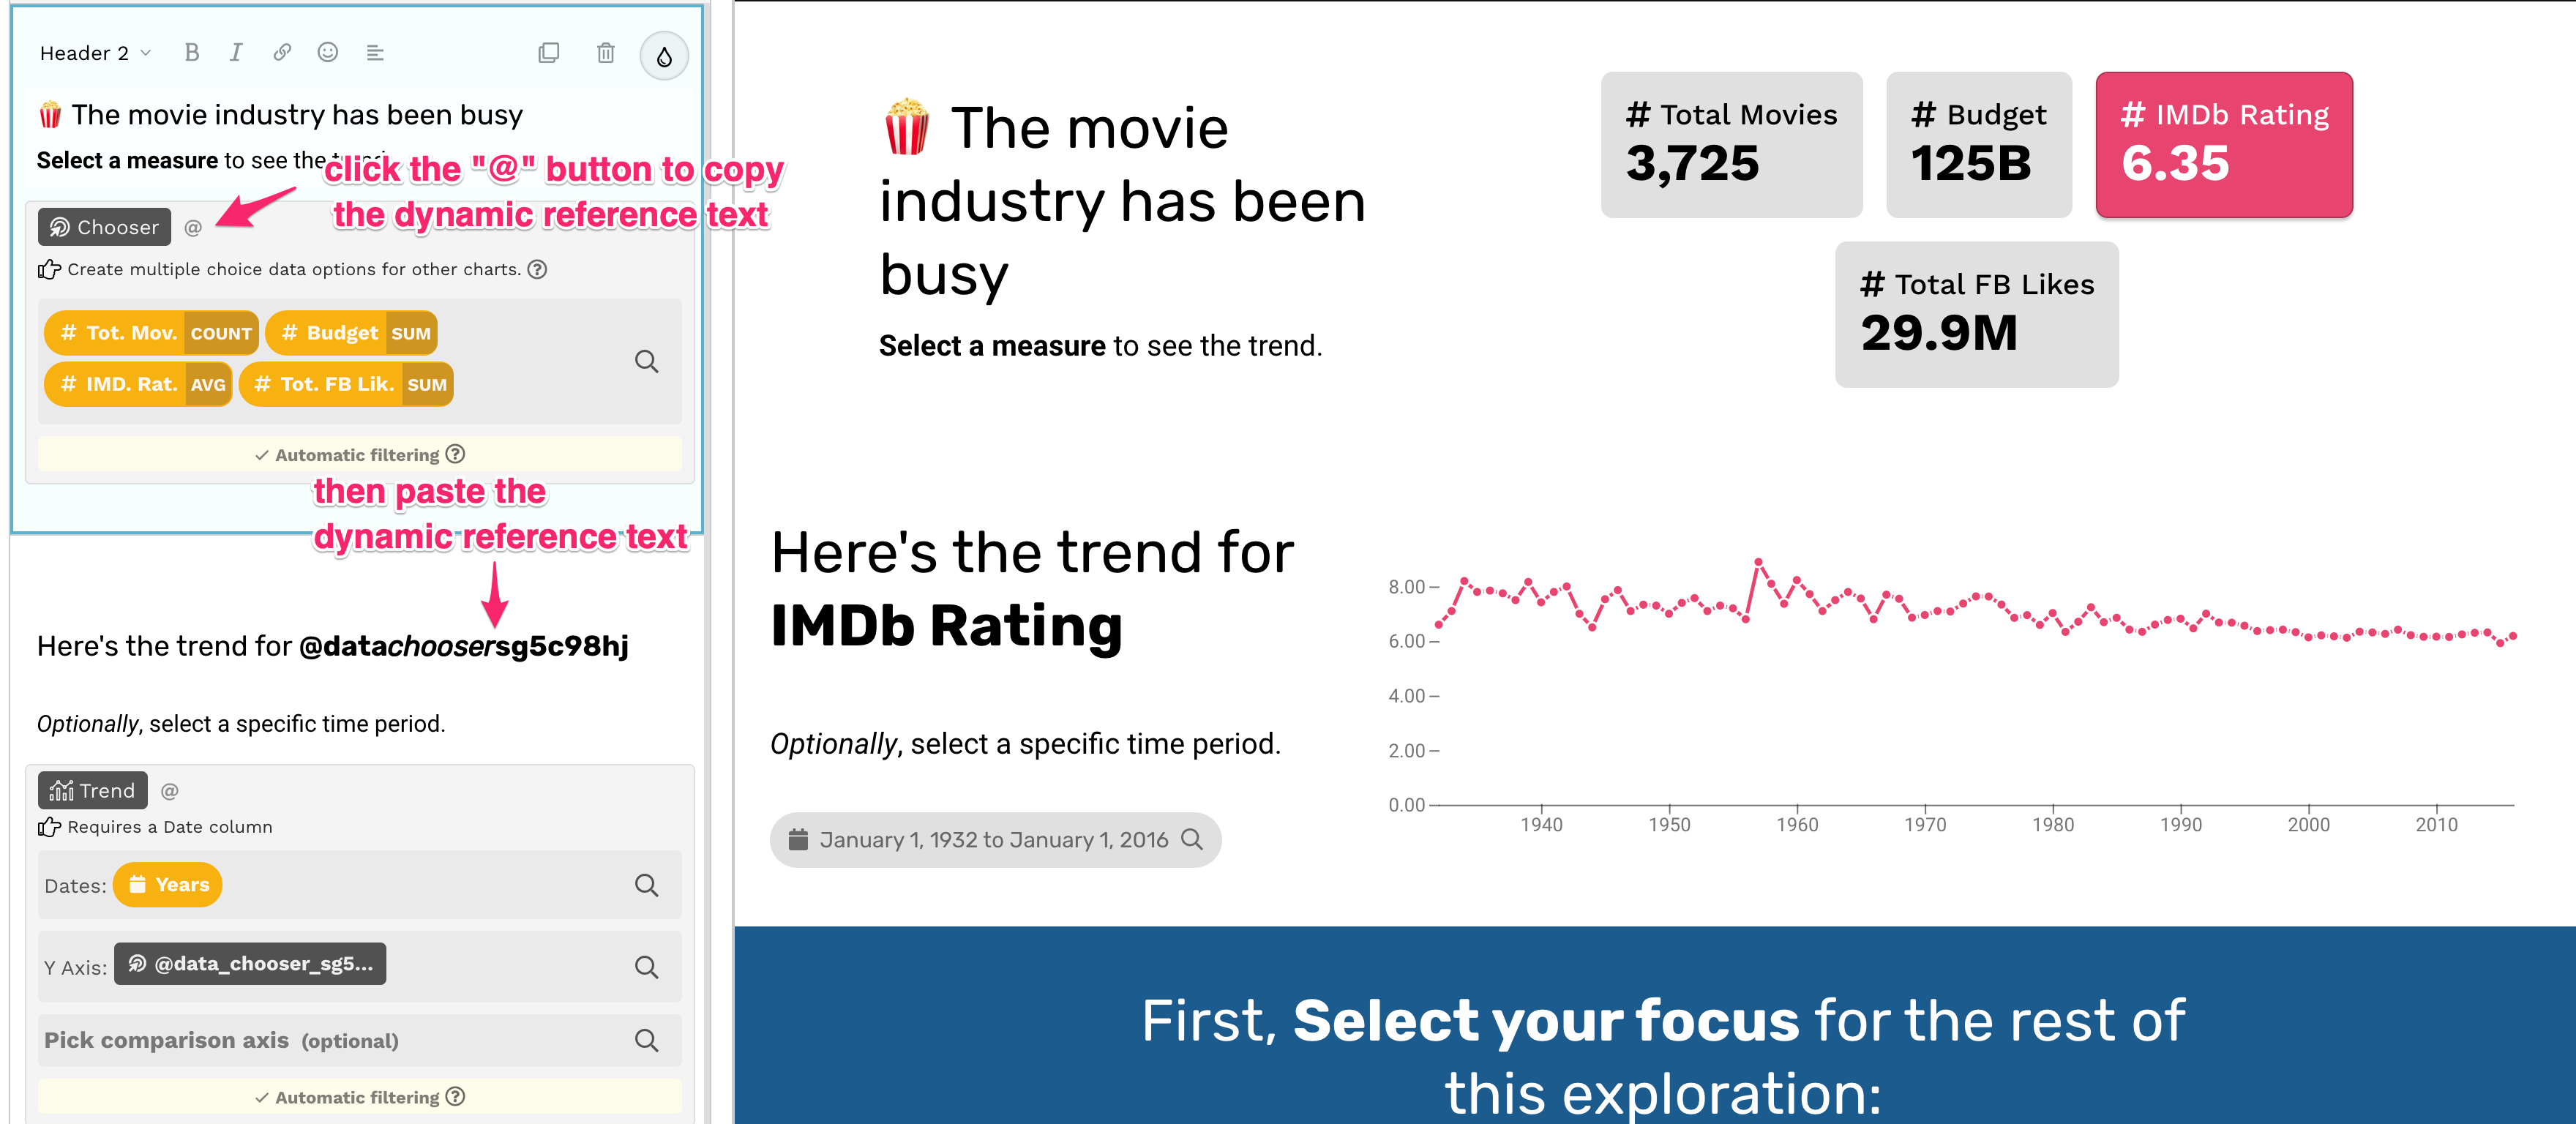 Header 2
B I
🍿 The movie industry has been busy
Select a measure to see the trend.
click the "@" button to copy
the dynamic reference text
Chooser @
Create multiple choice data options for other charts. ?
# Tot. Mov. COUNT # Budget SUM
# IMD. Rat. AVG # Tot. FB Lik. SUM
✓ Automatic filtering ?
then paste the
dynamic reference text
Here's the trend for @datachoosersg5c98hj
Optionally, select a specific time period.
Trend @
Requires a Date column
Dates: Years
Y Axis: @data_chooser_sg5...
Pick comparison axis (optional)
✓ Automatic filtering ?
🍿 The movie
industry has been
busy
Select a measure to see the trend.
# Total Movies
3,725
# Budget
125B
# IMDb Rating
6.35
# Total FB Likes
29.9M
Here's the trend for
IMDb Rating
Optionally, select a specific time period.
January 1, 1932 to January 1, 2016
8.00
6.00
4.00
2.00
0.00
1940 1950 1960 1970 1980 1990 2000 2010
First, Select your focus for the rest of
this exploration: